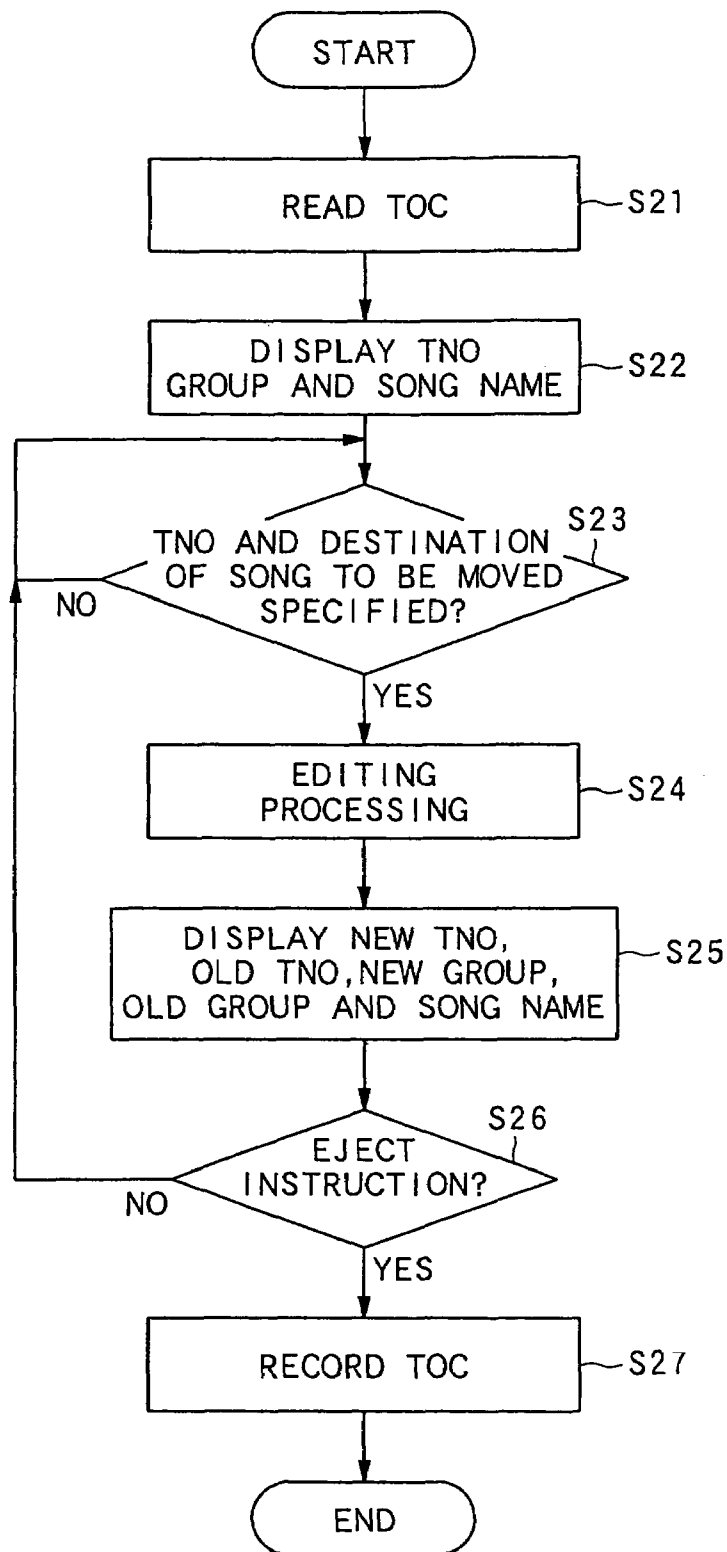 START
READ TOC
S21
DISPLAY TNO
GROUP AND SONG NAME
S22
TNO AND DESTINATION
OF SONG TO BE MOVED
SPECIFIED?
S23
NO
YES
EDITING
PROCESSING
S24
DISPLAY NEW TNO,
OLD TNO, NEW GROUP,
OLD GROUP AND SONG NAME
S25
EJECT
INSTRUCTION?
S26
NO
YES
RECORD TOC
S27
END